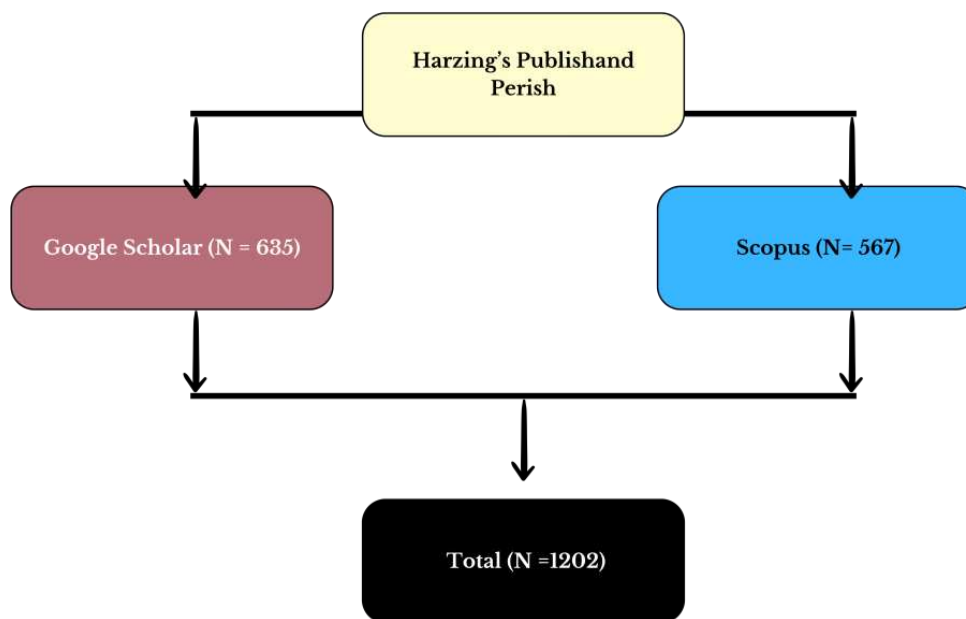 Harzing's Publishand
Perish
Google Scholar (N = 635)
Scopus (N= 567)
Total (N =1202)